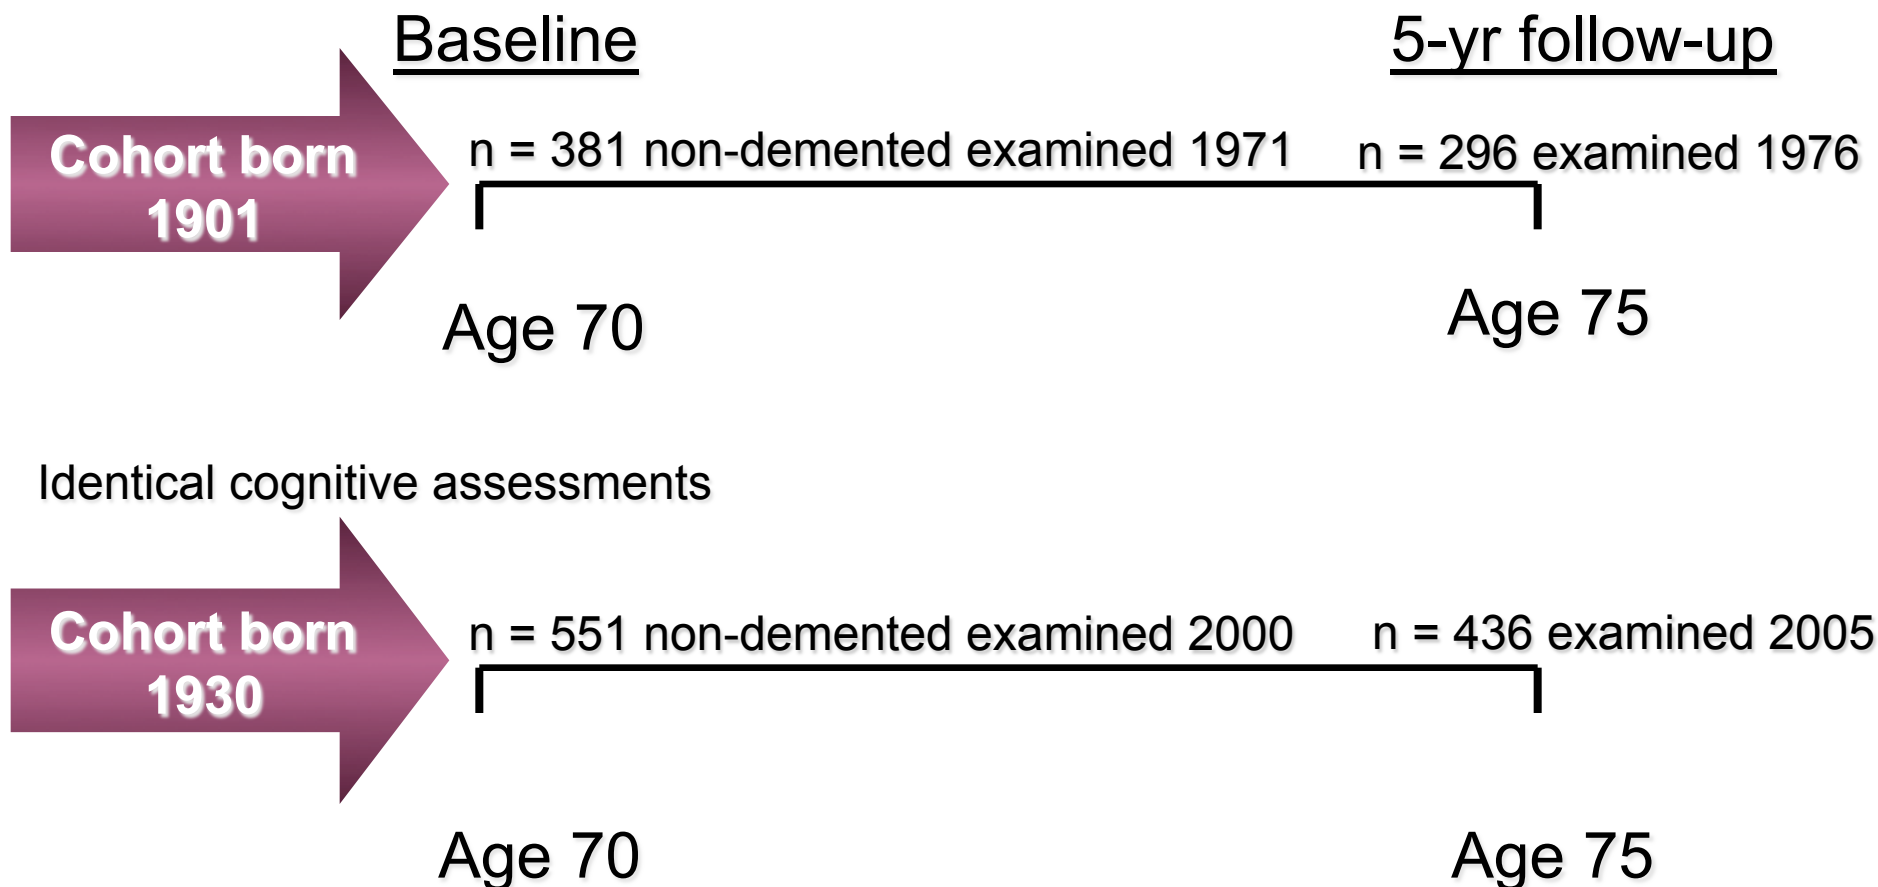 Baseline
5-yr follow-up
Cohort born
1901
n = 381 non-demented examined 1971
n = 296 examined 1976
Age 70
Age 75
Identical cognitive assessments
Cohort born
1930
n = 551 non-demented examined 2000
n = 436 examined 2005
Age 70
Age 75